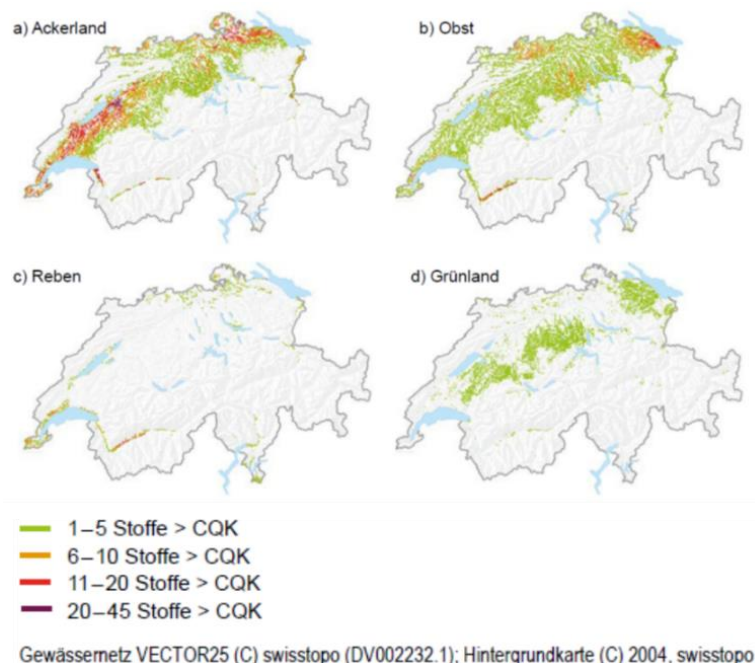 a) Ackerland
b) Obst
c) Reben
d) Grünland
1–5 Stoffe > CQK
6–10 Stoffe > CQK
11–20 Stoffe > CQK
20–45 Stoffe > CQK
Gewässernetz VECTOR25 (C) swisstopo (DV002232.1); Hintergrundkarte (C) 2004, swisstopo